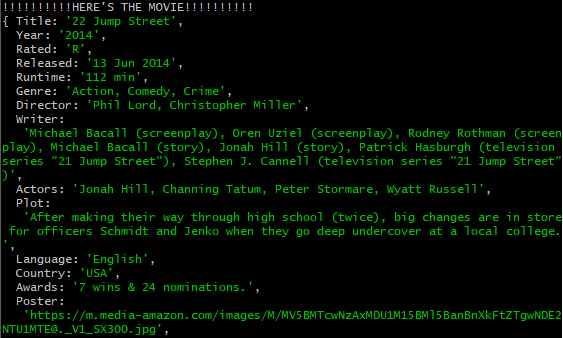 !!!!!!!!!!HERE'S THE MOVIE!!!!!!!!!!
{ Title: '22 Jump Street',
  Year: '2014',
  Rated: 'R',
  Released: '13 Jun 2014',
  Runtime: '112 min',
  Genre: 'Action, Comedy, Crime',
  Director: 'Phil Lord, Christopher Miller',
  Writer:
   'Michael Bacall (screenplay), Oren Uziel (screenplay), Rodney Rothman (screen
play), Michael Bacall (story), Jonah Hill (story), Patrick Hasburgh (television
series "21 Jump Street"), Stephen J. Cannell (television series "21 Jump Street"
)',
  Actors: 'Jonah Hill, Channing Tatum, Peter Stormare, Wyatt Russell',
  Plot:
   'After making their way through high school (twice), big changes are in store
 for officers Schmidt and Jenko when they go deep undercover at a local college.
',
  Language: 'English',
  Country: 'USA',
  Awards: '7 wins & 24 nominations.',
  Poster:
   'https://m.media-amazon.com/images/M/MV5BMTcwNzAxMDU1M15BMl5BanBnXkFtZTgwNDE2
NTU1MTE@._V1_SX300.jpg',